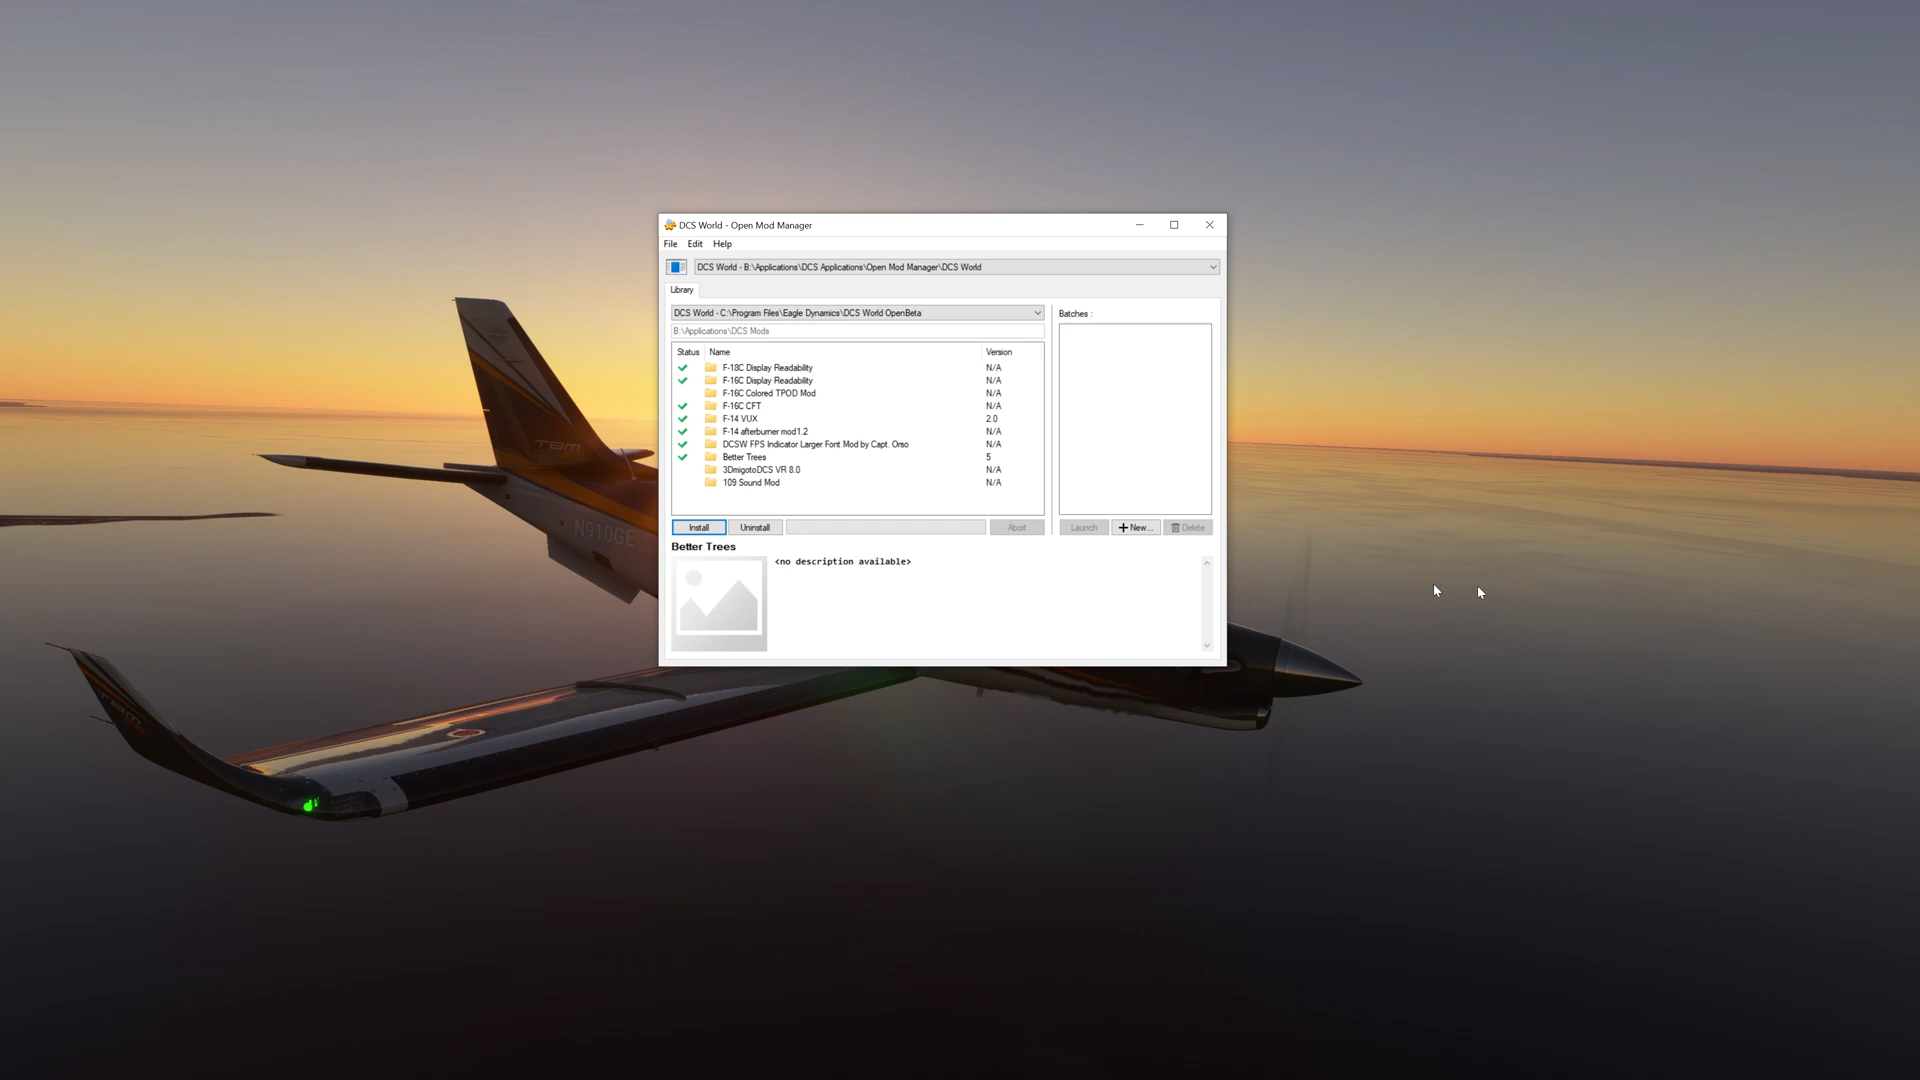 DCS World - Open Mod Manager
File Edit Help
DCS World - B:\Applications\DCS Applications\Open Mod Manager\DCS World
Library
DCS World - C:\Program Files\Eagle Dynamics\DCS World OpenBeta
Batches :
B:\Applications\DCS Mods
Status Name Version
F-18C Display Readability N/A
F-16C Display Readability N/A
F-16C Colored TPOD Mod N/A
F-16C CFT N/A
F-14 VUX 2.0
F-14 afterburner mod1.2 N/A
DCSW FPS Indicator Larger Font Mod by Capt. Orso N/A
Better Trees 5
3DmigotoDCS VR 8.0 N/A
109 Sound Mod N/A
Install Uninstall Abort Launch New... Delete
Better Trees
<no description available>
TBM
N910GE